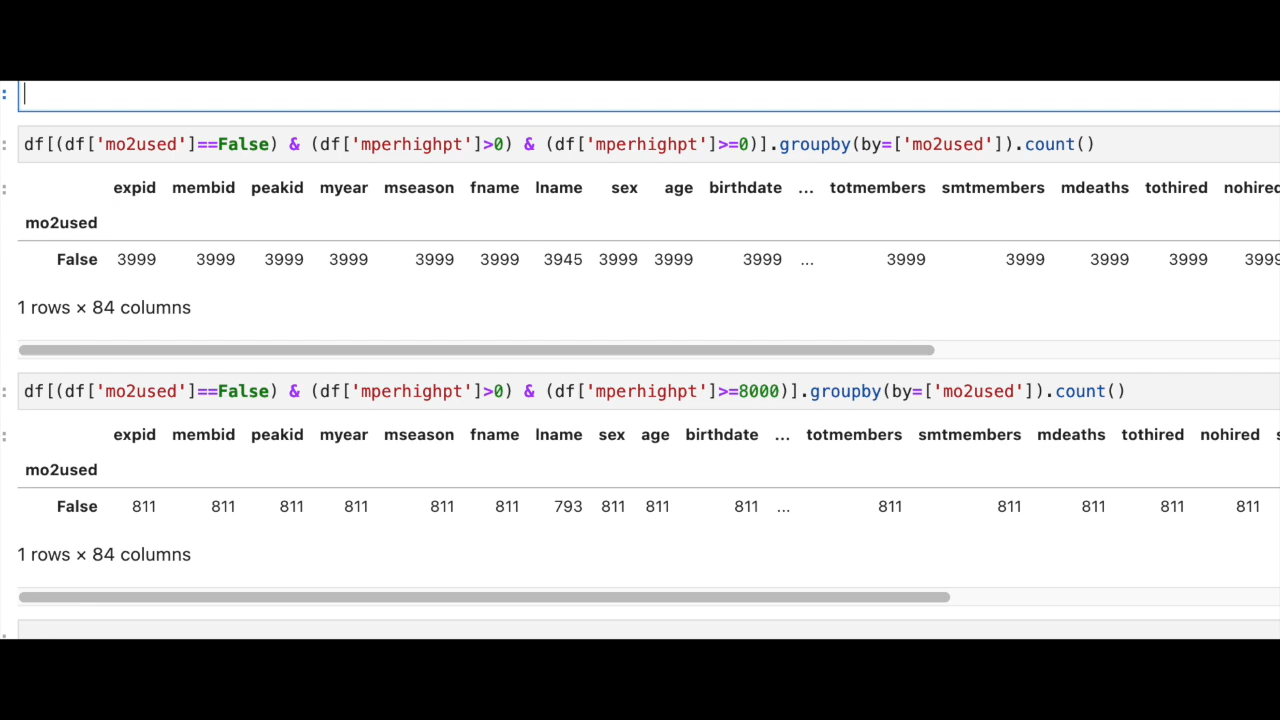 :
: df[(df['mo2used']==False) & (df['mperhighpt']>0) & (df['mperhighpt']>=0)].groupby(by=['mo2used']).count()
: expid membid peakid myear mseason fname lname sex age birthdate ... totmembers smtmembers mdeaths tothired nohired
mo2used
False 3999 3999 3999 3999 3999 3999 3945 3999 3999 3999 ... 3999 3999 3999 3999 3999
1 rows × 84 columns
: df[(df['mo2used']==False) & (df['mperhighpt']>0) & (df['mperhighpt']>=8000)].groupby(by=['mo2used']).count()
: expid membid peakid myear mseason fname lname sex age birthdate ... totmembers smtmembers mdeaths tothired nohired
mo2used
False 811 811 811 811 811 811 793 811 811 811 ... 811 811 811 811 811
1 rows × 84 columns